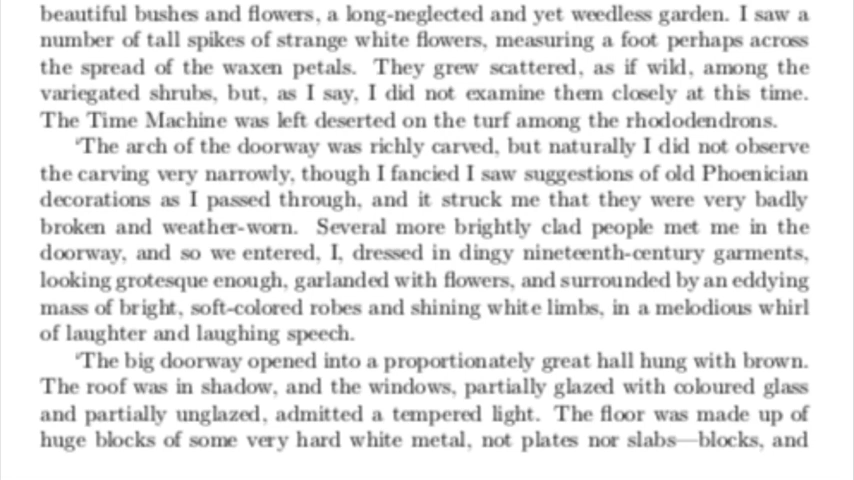 beautiful bushes and flowers, a long-neglected and yet weedless garden. I saw a
number of tall spikes of strange white flowers, measuring a foot perhaps across
the spread of the waxen petals. They grew scattered, as if wild, among the
variegated shrubs, but, as I say, I did not examine them closely at this time.
The Time Machine was left deserted on the turf among the rhododendrons.
‘The arch of the doorway was richly carved, but naturally I did not observe
the carving very narrowly, though I fancied I saw suggestions of old Phoenician
decorations as I passed through, and it struck me that they were very badly
broken and weather-worn. Several more brightly clad people met me in the
doorway, and so we entered, I, dressed in dingy nineteenth-century garments,
looking grotesque enough, garlanded with flowers, and surrounded by an eddying
mass of bright, soft-colored robes and shining white limbs, in a melodious whirl
of laughter and laughing speech.
‘The big doorway opened into a proportionately great hall hung with brown.
The roof was in shadow, and the windows, partially glazed with coloured glass
and partially unglazed, admitted a tempered light. The floor was made up of
huge blocks of some very hard white metal, not plates nor slabs—blocks, and